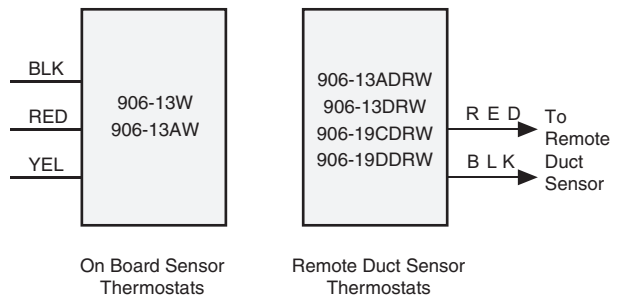 BLK
RED
YEL
906-13W
906-13AW
On Board Sensor
Thermostats
906-13ADRW
906-13DRW
906-19CDRW
906-19DDRW
R E D
B L K
To
Remote
Duct
Sensor
Remote Duct Sensor
Thermostats